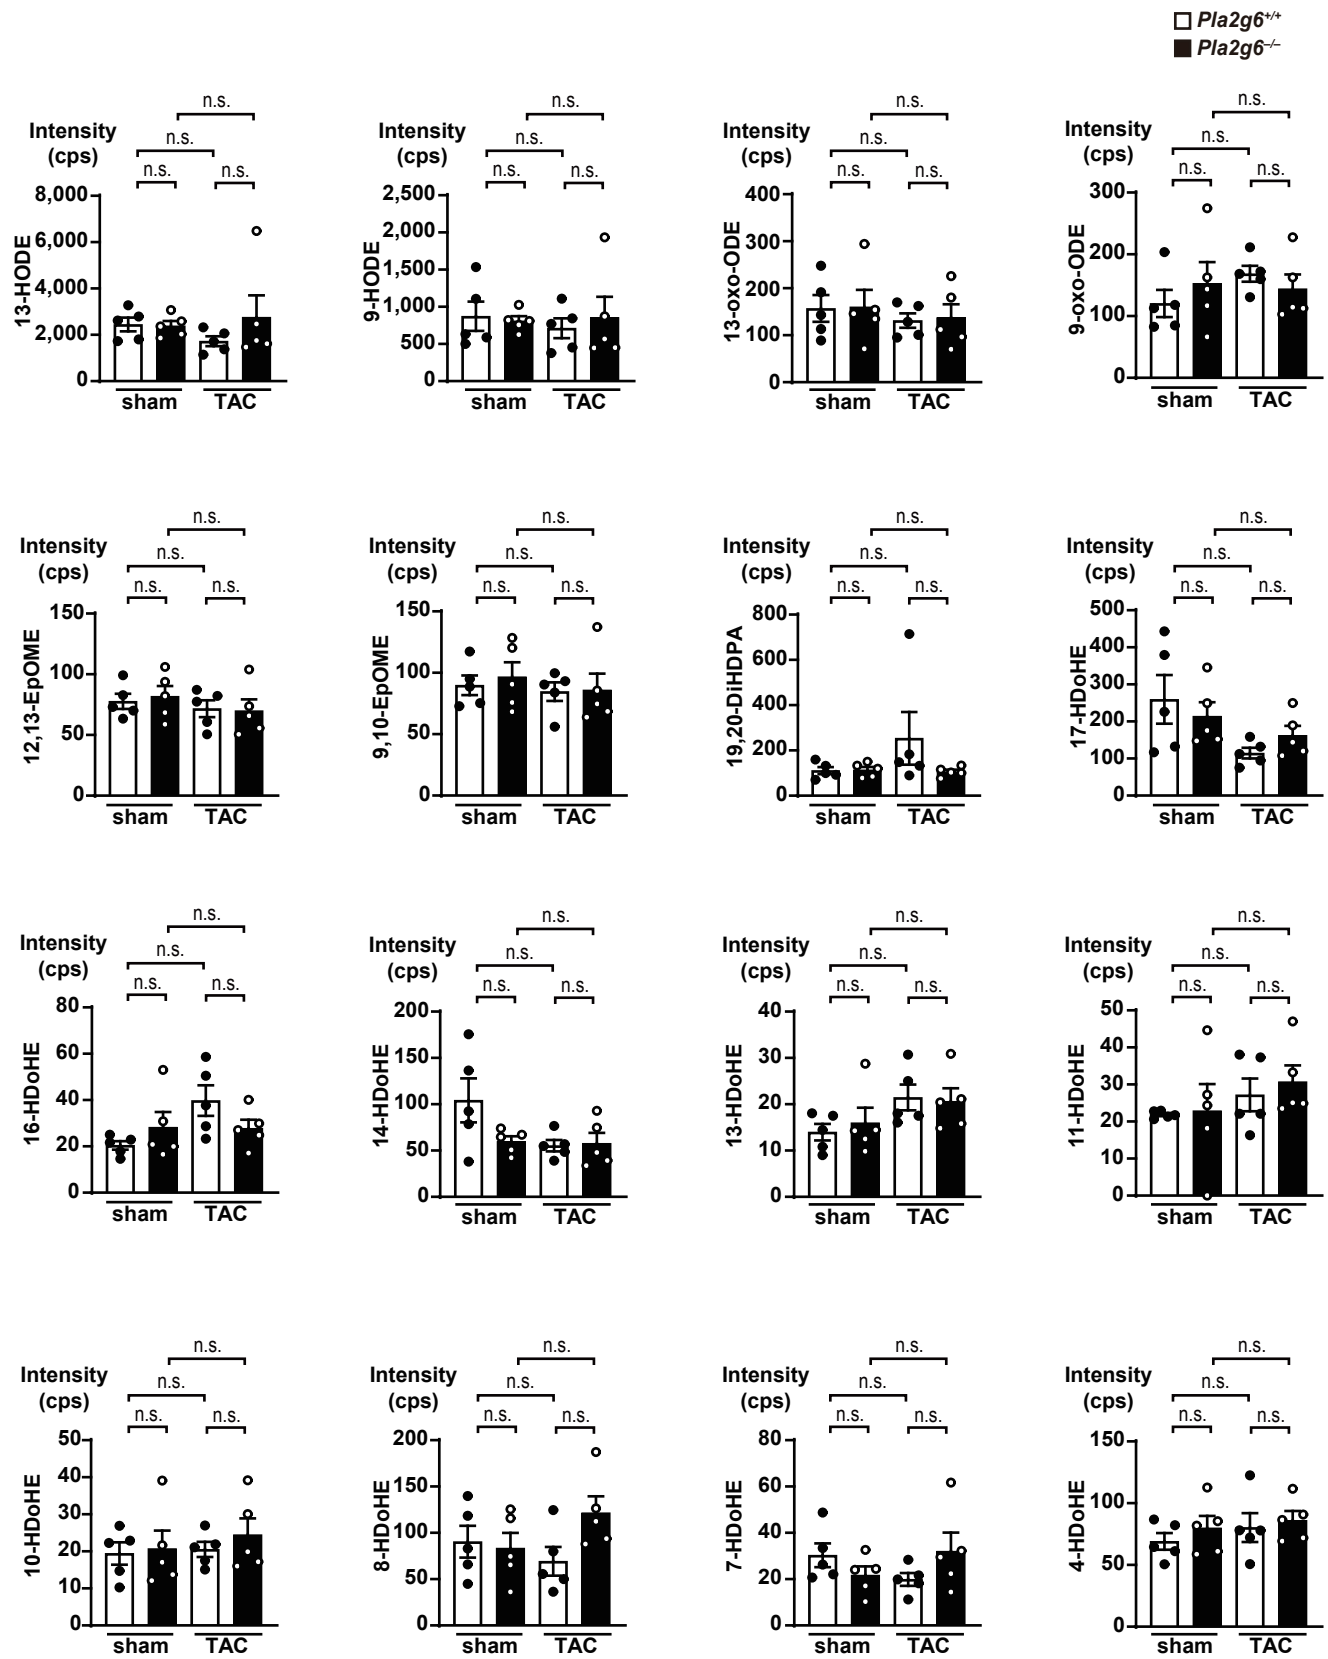 Pla2g6+/+
Pla2g6–/–
n.s.
n.s.
n.s. n.s.
Intensity
(cps)
13-HODE
8,000
6,000
4,000
2,000
0
sham TAC
n.s.
n.s.
n.s. n.s.
Intensity
(cps)
9-HODE
2,500
2,000
1,500
1,000
500
0
sham TAC
n.s.
n.s.
n.s. n.s.
Intensity
(cps)
13-oxo-ODE
400
300
200
100
0
sham TAC
n.s.
n.s.
n.s. n.s.
Intensity
(cps)
9-oxo-ODE
300
200
100
0
sham TAC
n.s.
n.s.
n.s. n.s.
Intensity
(cps)
12,13-EpOME
150
100
50
0
sham TAC
n.s.
n.s.
n.s. n.s.
Intensity
(cps)
9,10-EpOME
150
100
50
0
sham TAC
n.s.
n.s.
n.s. n.s.
Intensity
(cps)
19,20-DiHDPA
800
600
400
200
0
sham TAC
n.s.
n.s.
n.s. n.s.
Intensity
(cps)
17-HDoHE
500
400
300
200
100
0
sham TAC
n.s.
n.s.
n.s. n.s.
Intensity
(cps)
16-HDoHE
80
60
40
20
0
sham TAC
n.s.
n.s.
n.s. n.s.
Intensity
(cps)
14-HDoHE
200
150
100
50
0
sham TAC
n.s.
n.s.
n.s. n.s.
Intensity
(cps)
13-HDoHE
40
30
20
10
0
sham TAC
n.s.
n.s.
n.s. n.s.
Intensity
(cps)
11-HDoHE
50
40
30
20
10
0
sham TAC
n.s.
n.s.
n.s. n.s.
Intensity
(cps)
10-HDoHE
50
40
30
20
10
0
sham TAC
n.s.
n.s.
n.s. n.s.
Intensity
(cps)
8-HDoHE
200
150
100
50
0
sham TAC
n.s.
n.s.
n.s. n.s.
Intensity
(cps)
7-HDoHE
80
60
40
20
0
sham TAC
n.s.
n.s.
n.s. n.s.
Intensity
(cps)
4-HDoHE
150
100
50
0
sham TAC